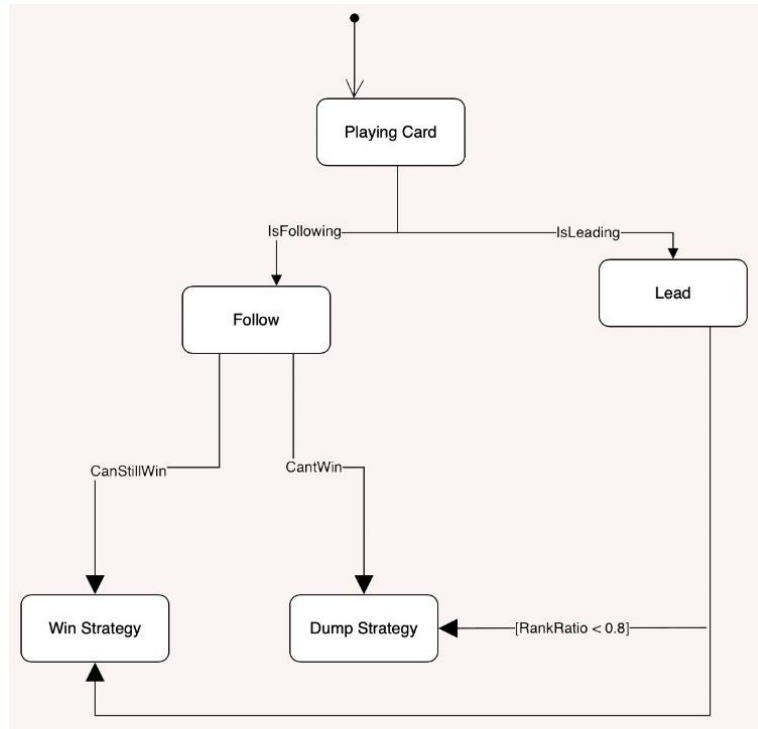 Playing Card
IsFollowing
IsLeading
Lead
Follow
CanStillWin
CantWin
Win Strategy
Dump Strategy
[RankRatio < 0.8]